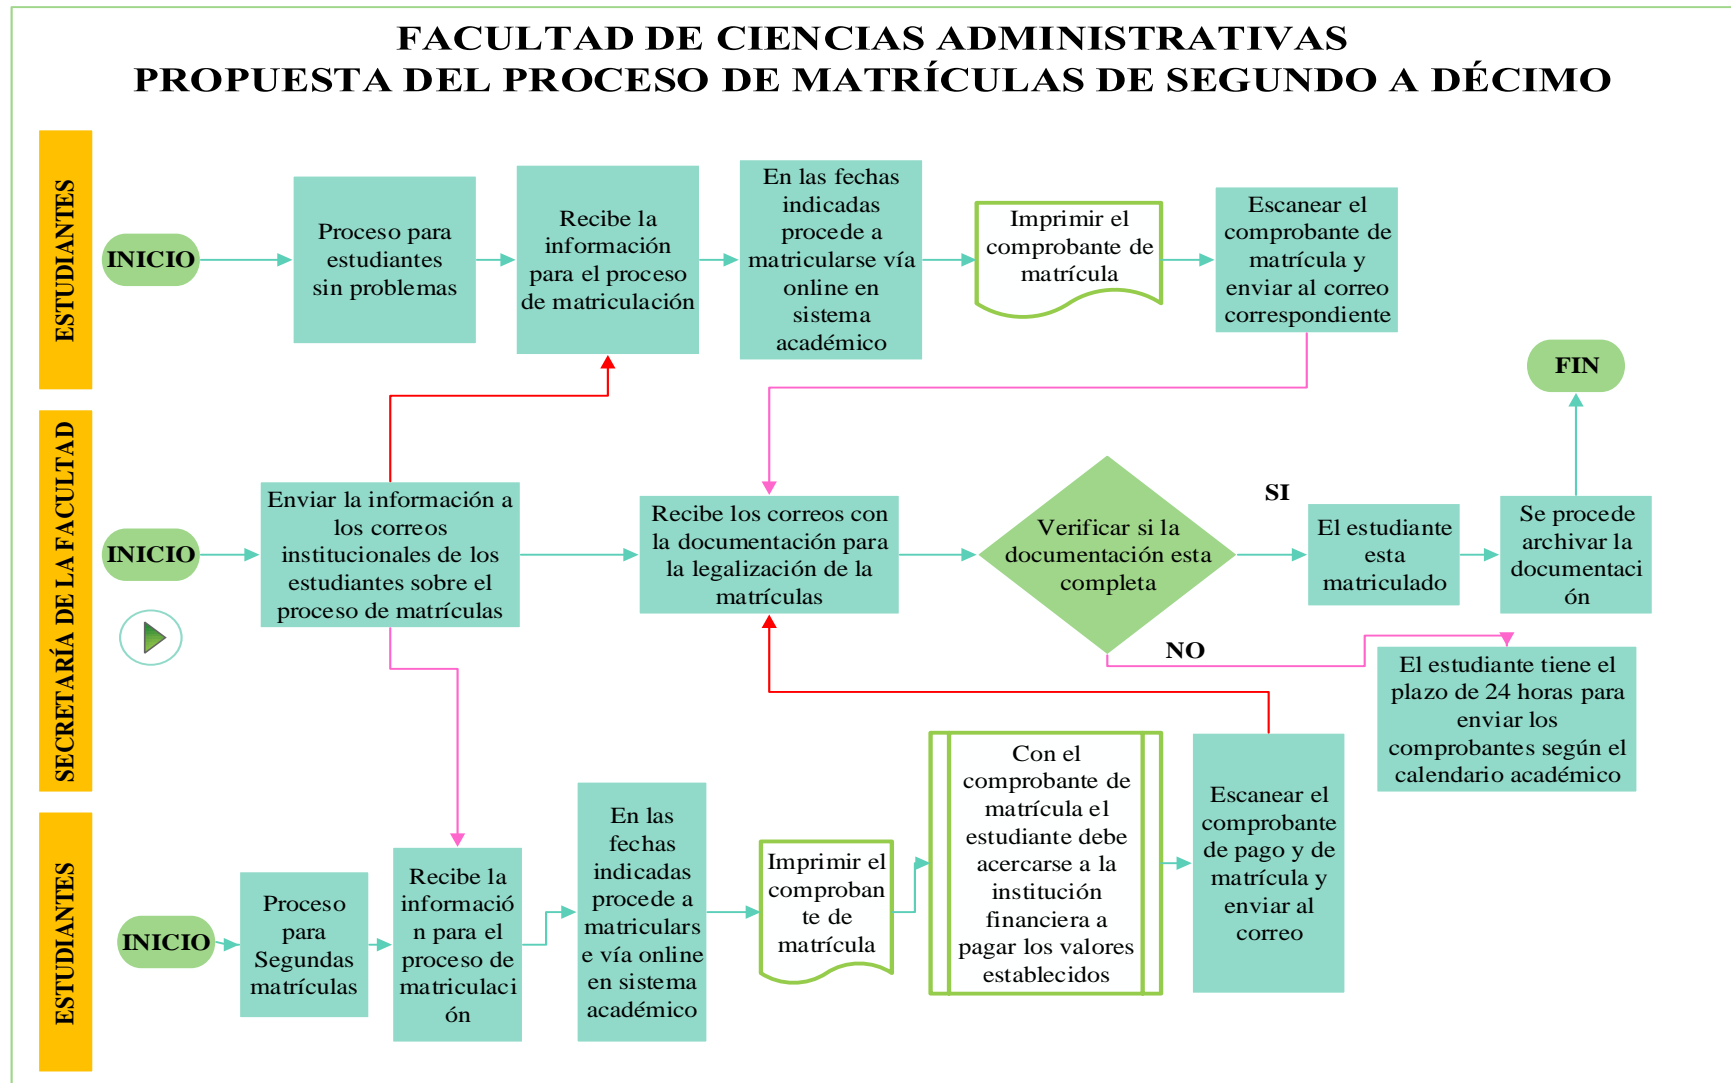 FACULTAD DE CIENCIAS ADMINISTRATIVAS
PROPUESTA DEL PROCESO DE MATRÍCULAS DE SEGUNDO A DÉCIMO
ESTUDIANTES
INICIO
Proceso para
estudiantes
sin problemas
Recibe la
información
para el proceso
de matriculación
En las fechas
indicadas
procede a
matricularse vía
online en
sistema
académico
Imprimir el
comprobante de
matrícula
Escanear el
comprobante de
matrícula y
enviar al correo
correspondiente
FIN
SECRETARÍA DE LA FACULTAD
INICIO
Enviar la información a
los correos
institucionales de los
estudiantes sobre el
proceso de matrículas
Recibe los correos con
la documentación para
la legalización de la
matrículas
Verificar si la
documentación esta
completa
SI
El estudiante
esta
matriculado
Se procede
archivar la
documentaci
ón
NO
El estudiante tiene el
plazo de 24 horas para
enviar los
comprobantes según el
calendario académico
ESTUDIANTES
INICIO
Proceso
para
Segundas
matrículas
Recibe la
informació
n para el
proceso de
matriculaci
ón
En las
fechas
indicadas
procede a
matriculars
e vía online
en sistema
académico
Imprimir el
comproban
te de
matrícula
Con el
comprobante de
matrícula el
estudiante debe
acercarse a la
institución
financiera a
pagar los valores
establecidos
Escanear el
comprobante
de pago y de
matrícula y
enviar al
correo